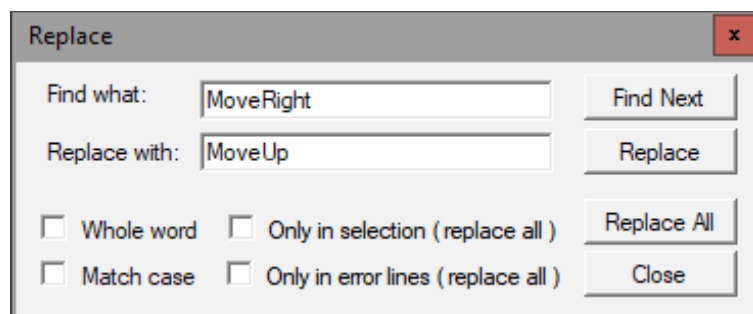 Replace x
Find what: MoveRight Find Next
Replace with: MoveUp Replace
Whole word Only in selection ( replace all ) Replace All
Match case Only in error lines ( replace all ) Close